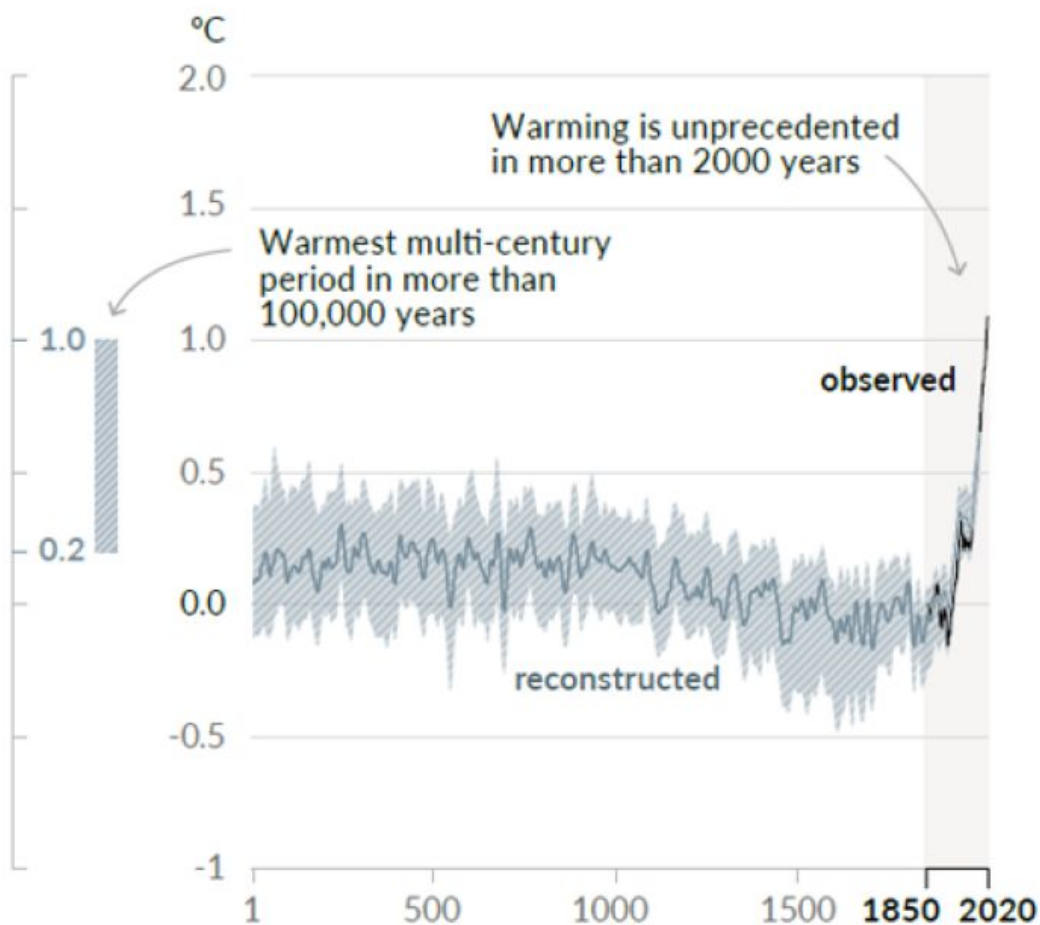 °C
2.0
Warming is unprecedented
in more than 2000 years
1.5
Warmest multi-century
period in more than
100,000 years
1.0
1.0
observed
0.5
0.2
0.0
reconstructed
-0.5
-1
1 500 1000 1500 1850 2020